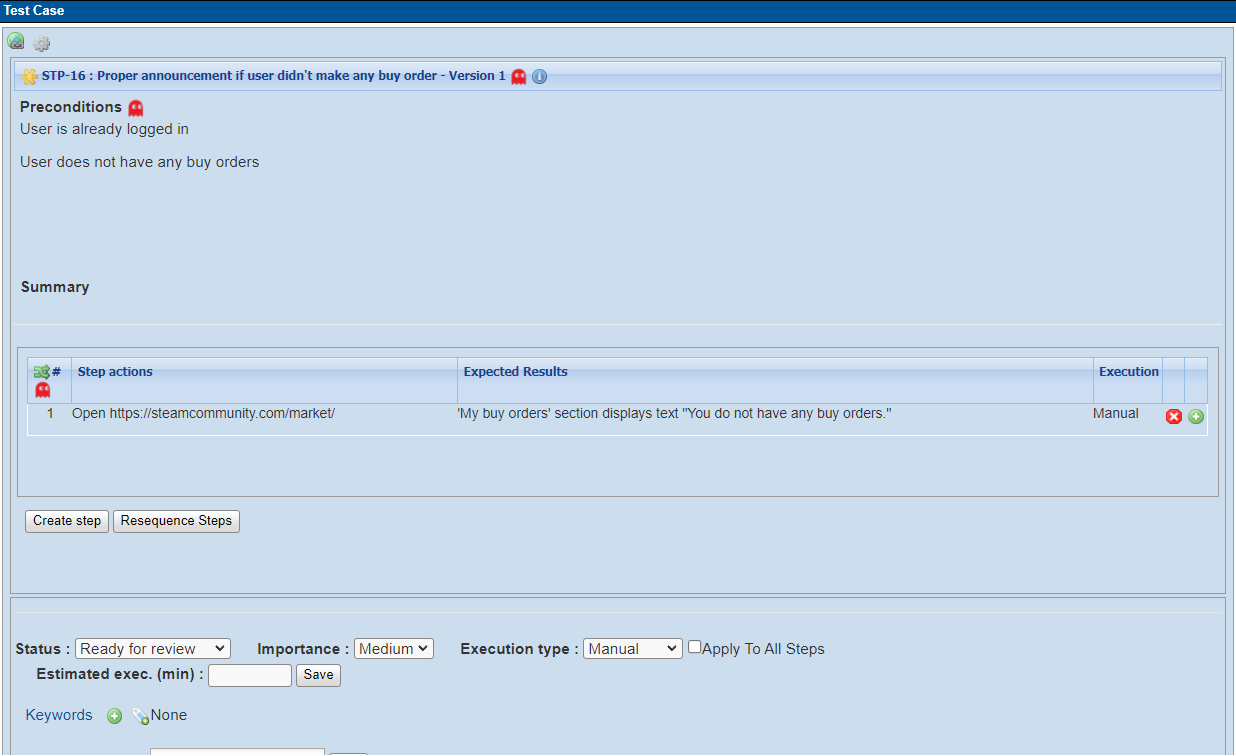 Test Case
STP-16 : Proper announcement if user didn't make any buy order - Version 1
Preconditions
User is already logged in
User does not have any buy orders
Summary
# Step actions Expected Results Execution
1 Open https://steamcommunity.com/market/ 'My buy orders' section displays text "You do not have any buy orders." Manual
Create step Resequence Steps
Status : Ready for review Importance : Medium Execution type : Manual Apply To All Steps
Estimated exec. (min) : Save
Keywords None